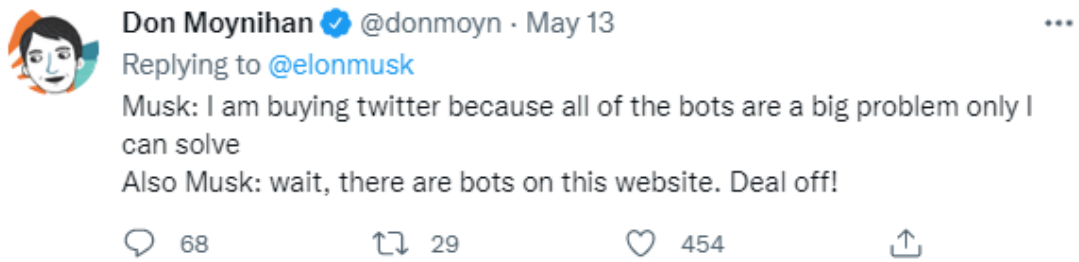 Don Moynihan @donmoyn · May 13
Replying to @elonmusk
Musk: I am buying twitter because all of the bots are a big problem only I
can solve
Also Musk: wait, there are bots on this website. Deal off!
68 29 454